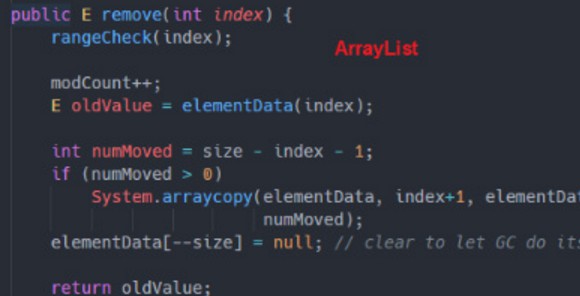 public E remove(int index) {
rangeCheck(index);
ArrayList
modCount++;
E oldValue = elementData(index);
int numMoved = size - index - 1;
if (numMoved > 0)
System.arraycopy(elementData, index+1, elementDat
numMoved);
elementData[--size] = null; // clear to let GC do its
return oldValue;